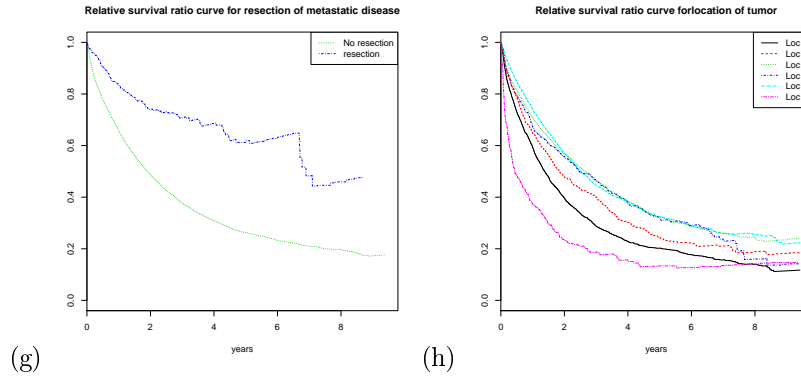 Relative survival ratio curve for resection of metastatic disease
No resection
resection
1.0
0.8
0.6
0.4
0.2
0.0
0 2 4 6 8
years
(g)
Relative survival ratio curve forlocation of tumor
Loc
Loc
Loc
Loc
Loc
Loc
1.0
0.8
0.6
0.4
0.2
0.0
0 2 4 6 8
years
(h)